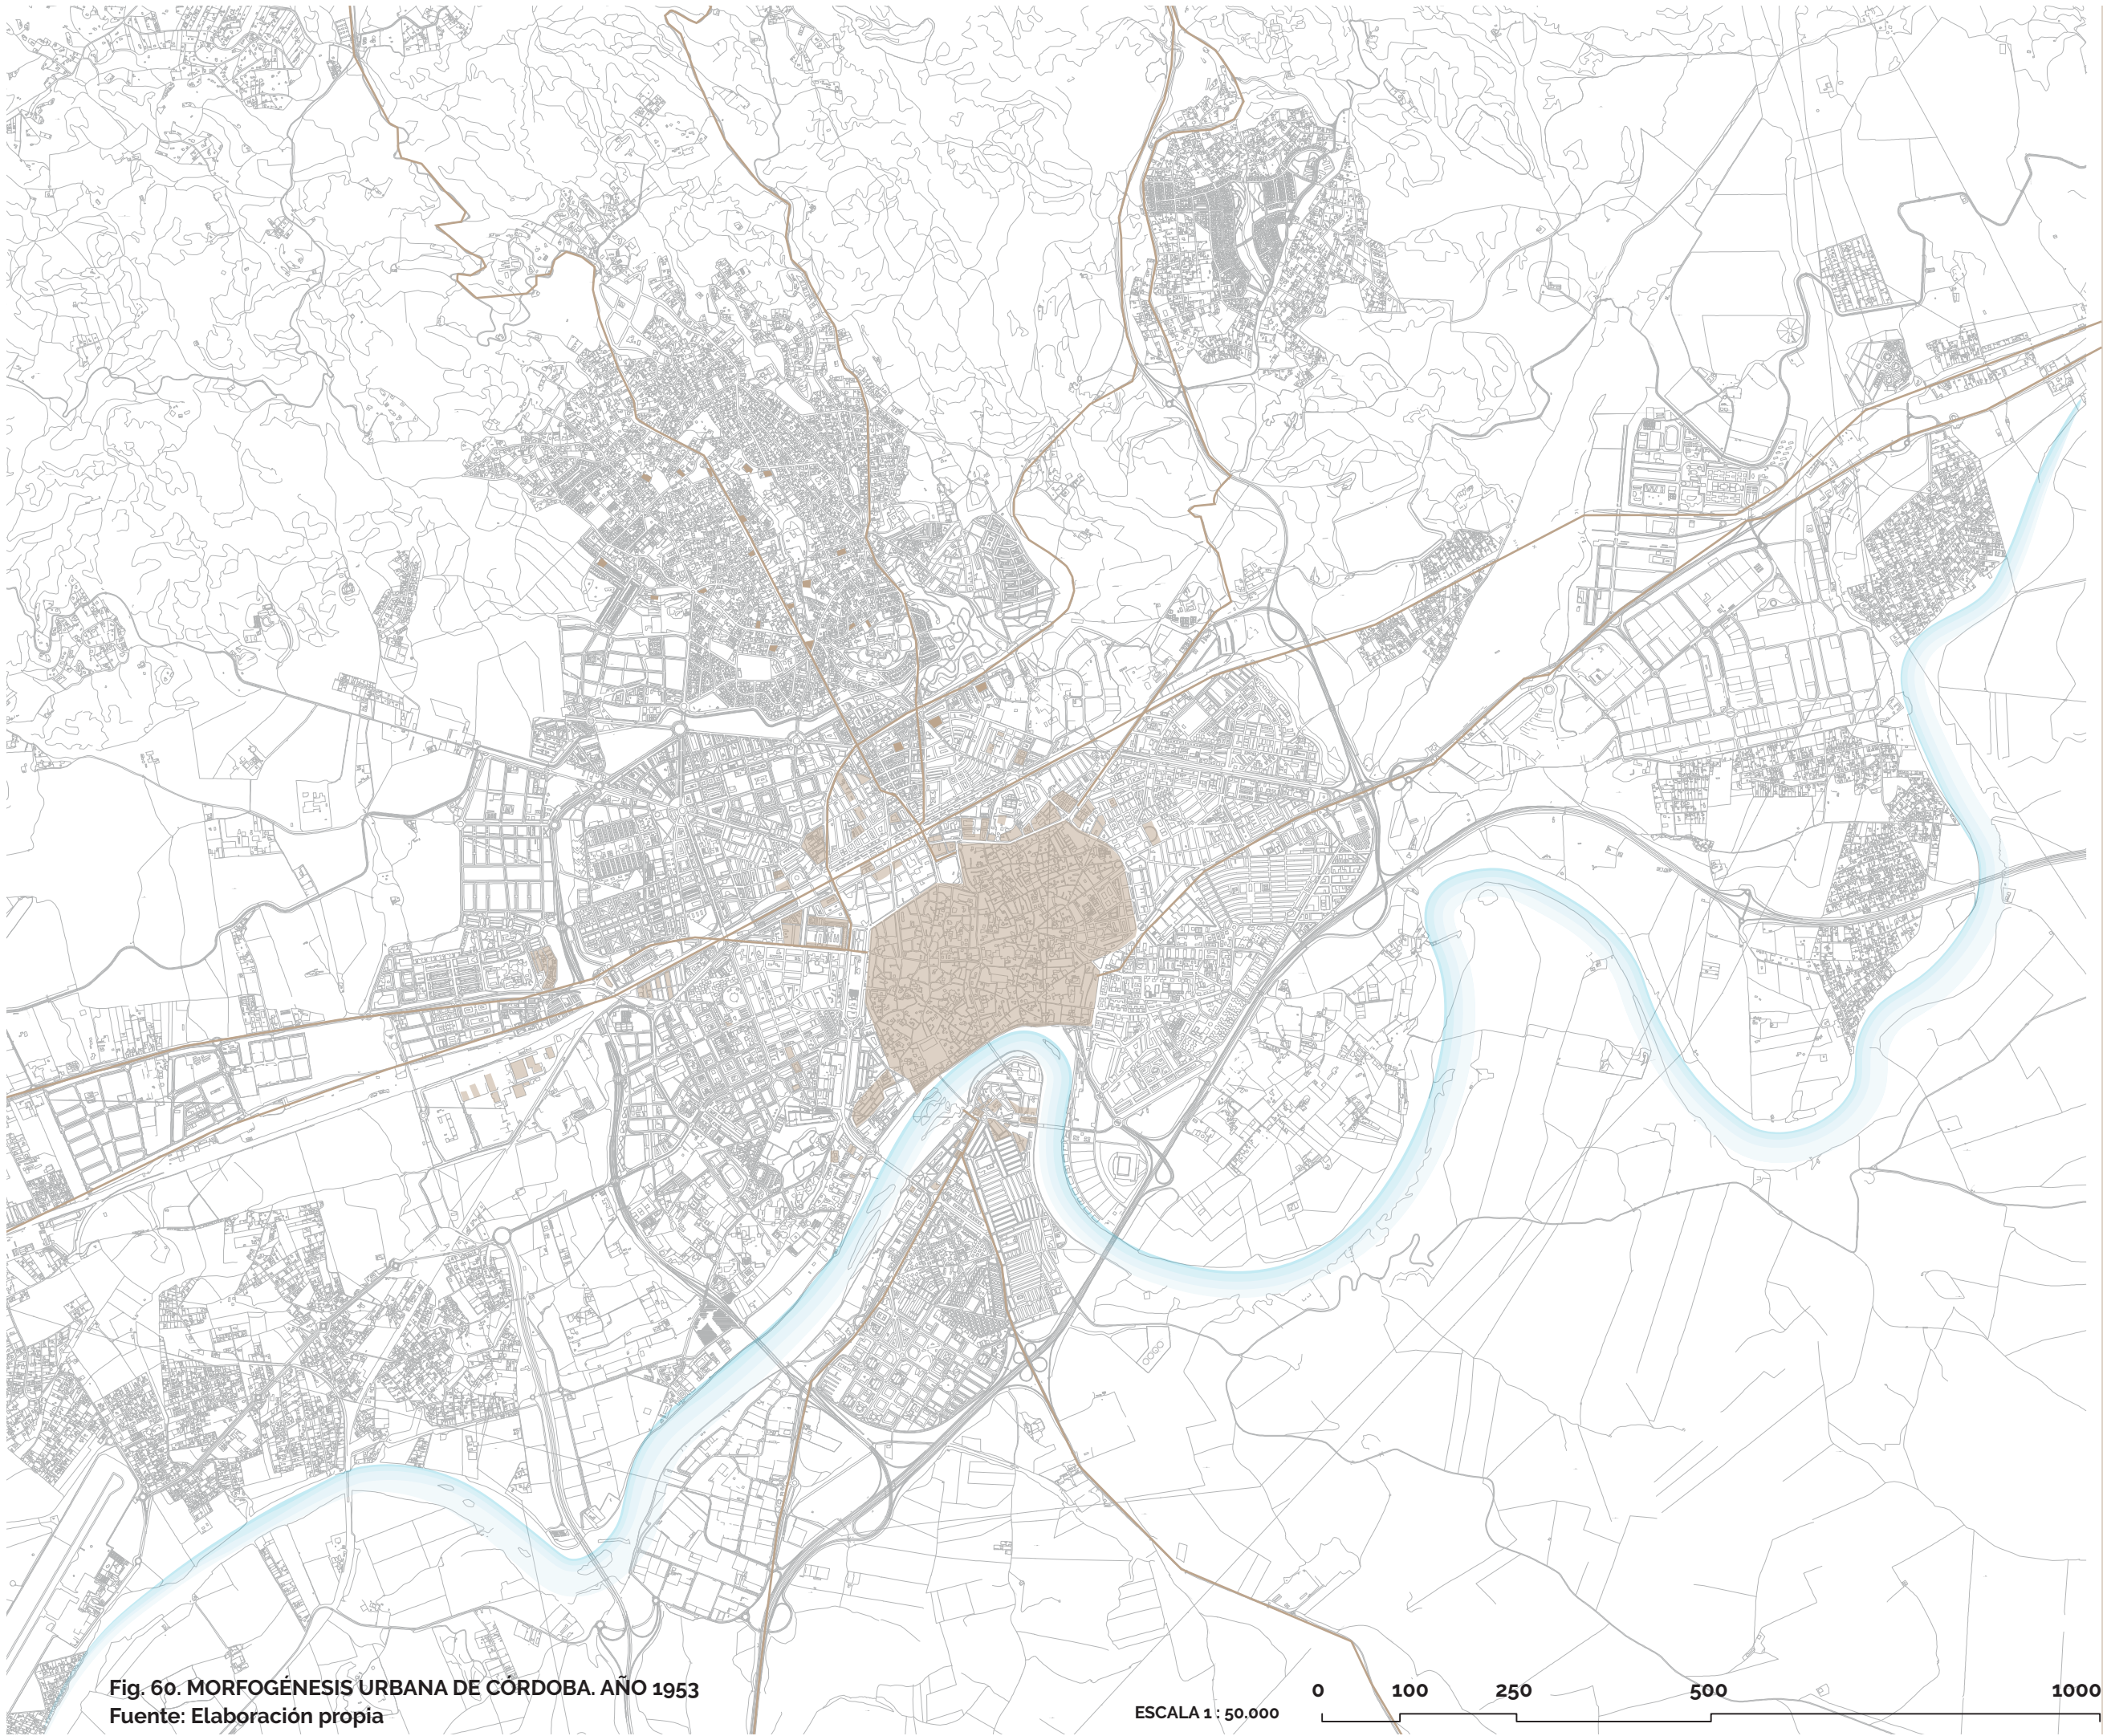 Fig. 60. MORFOGÉNESIS URBANA DE CÓRDOBA. AÑO 1953
Fuente: Elaboración propia
ESCALA 1 : 50.000
0 100 250 500 1000